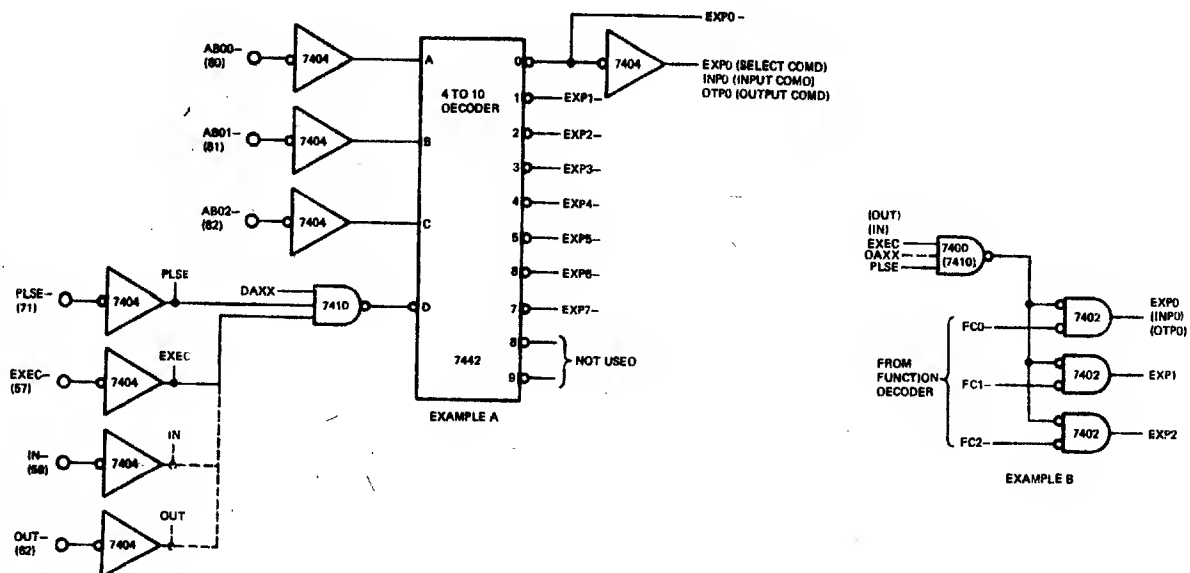 EXP0-
AB00-
(80)
7404
A
0
7404
EXP0 (SELECT COMD)
INP0 (INPUT COMD)
OTP0 (OUTPUT COMD)
4 TO 10
DECODER
1
EXP1-
AB01-
(81)
7404
B
2
EXP2-
3
EXP3-
AB02-
(82)
7404
C
4
EXP4-
5
EXP5-
6
EXP6-
PLSE-
(71)
7404
PLSE
DAXX
7410
D
7
EXP7-
8
9
NOT USED
7442
EXAMPLE A
EXEC-
(57)
7404
EXEC
IN-
7404
IN
OUT-
(62)
7404
OUT
(OUT)
(IN)
EXEC
DAXX
PLSE
7400
(7410)
FROM
FUNCTION
DECODER
FC0-
7402
EXP0
(INP0)
(OTP0)
FC1-
7402
EXP1
FC2-
7402
EXP2
EXAMPLE B